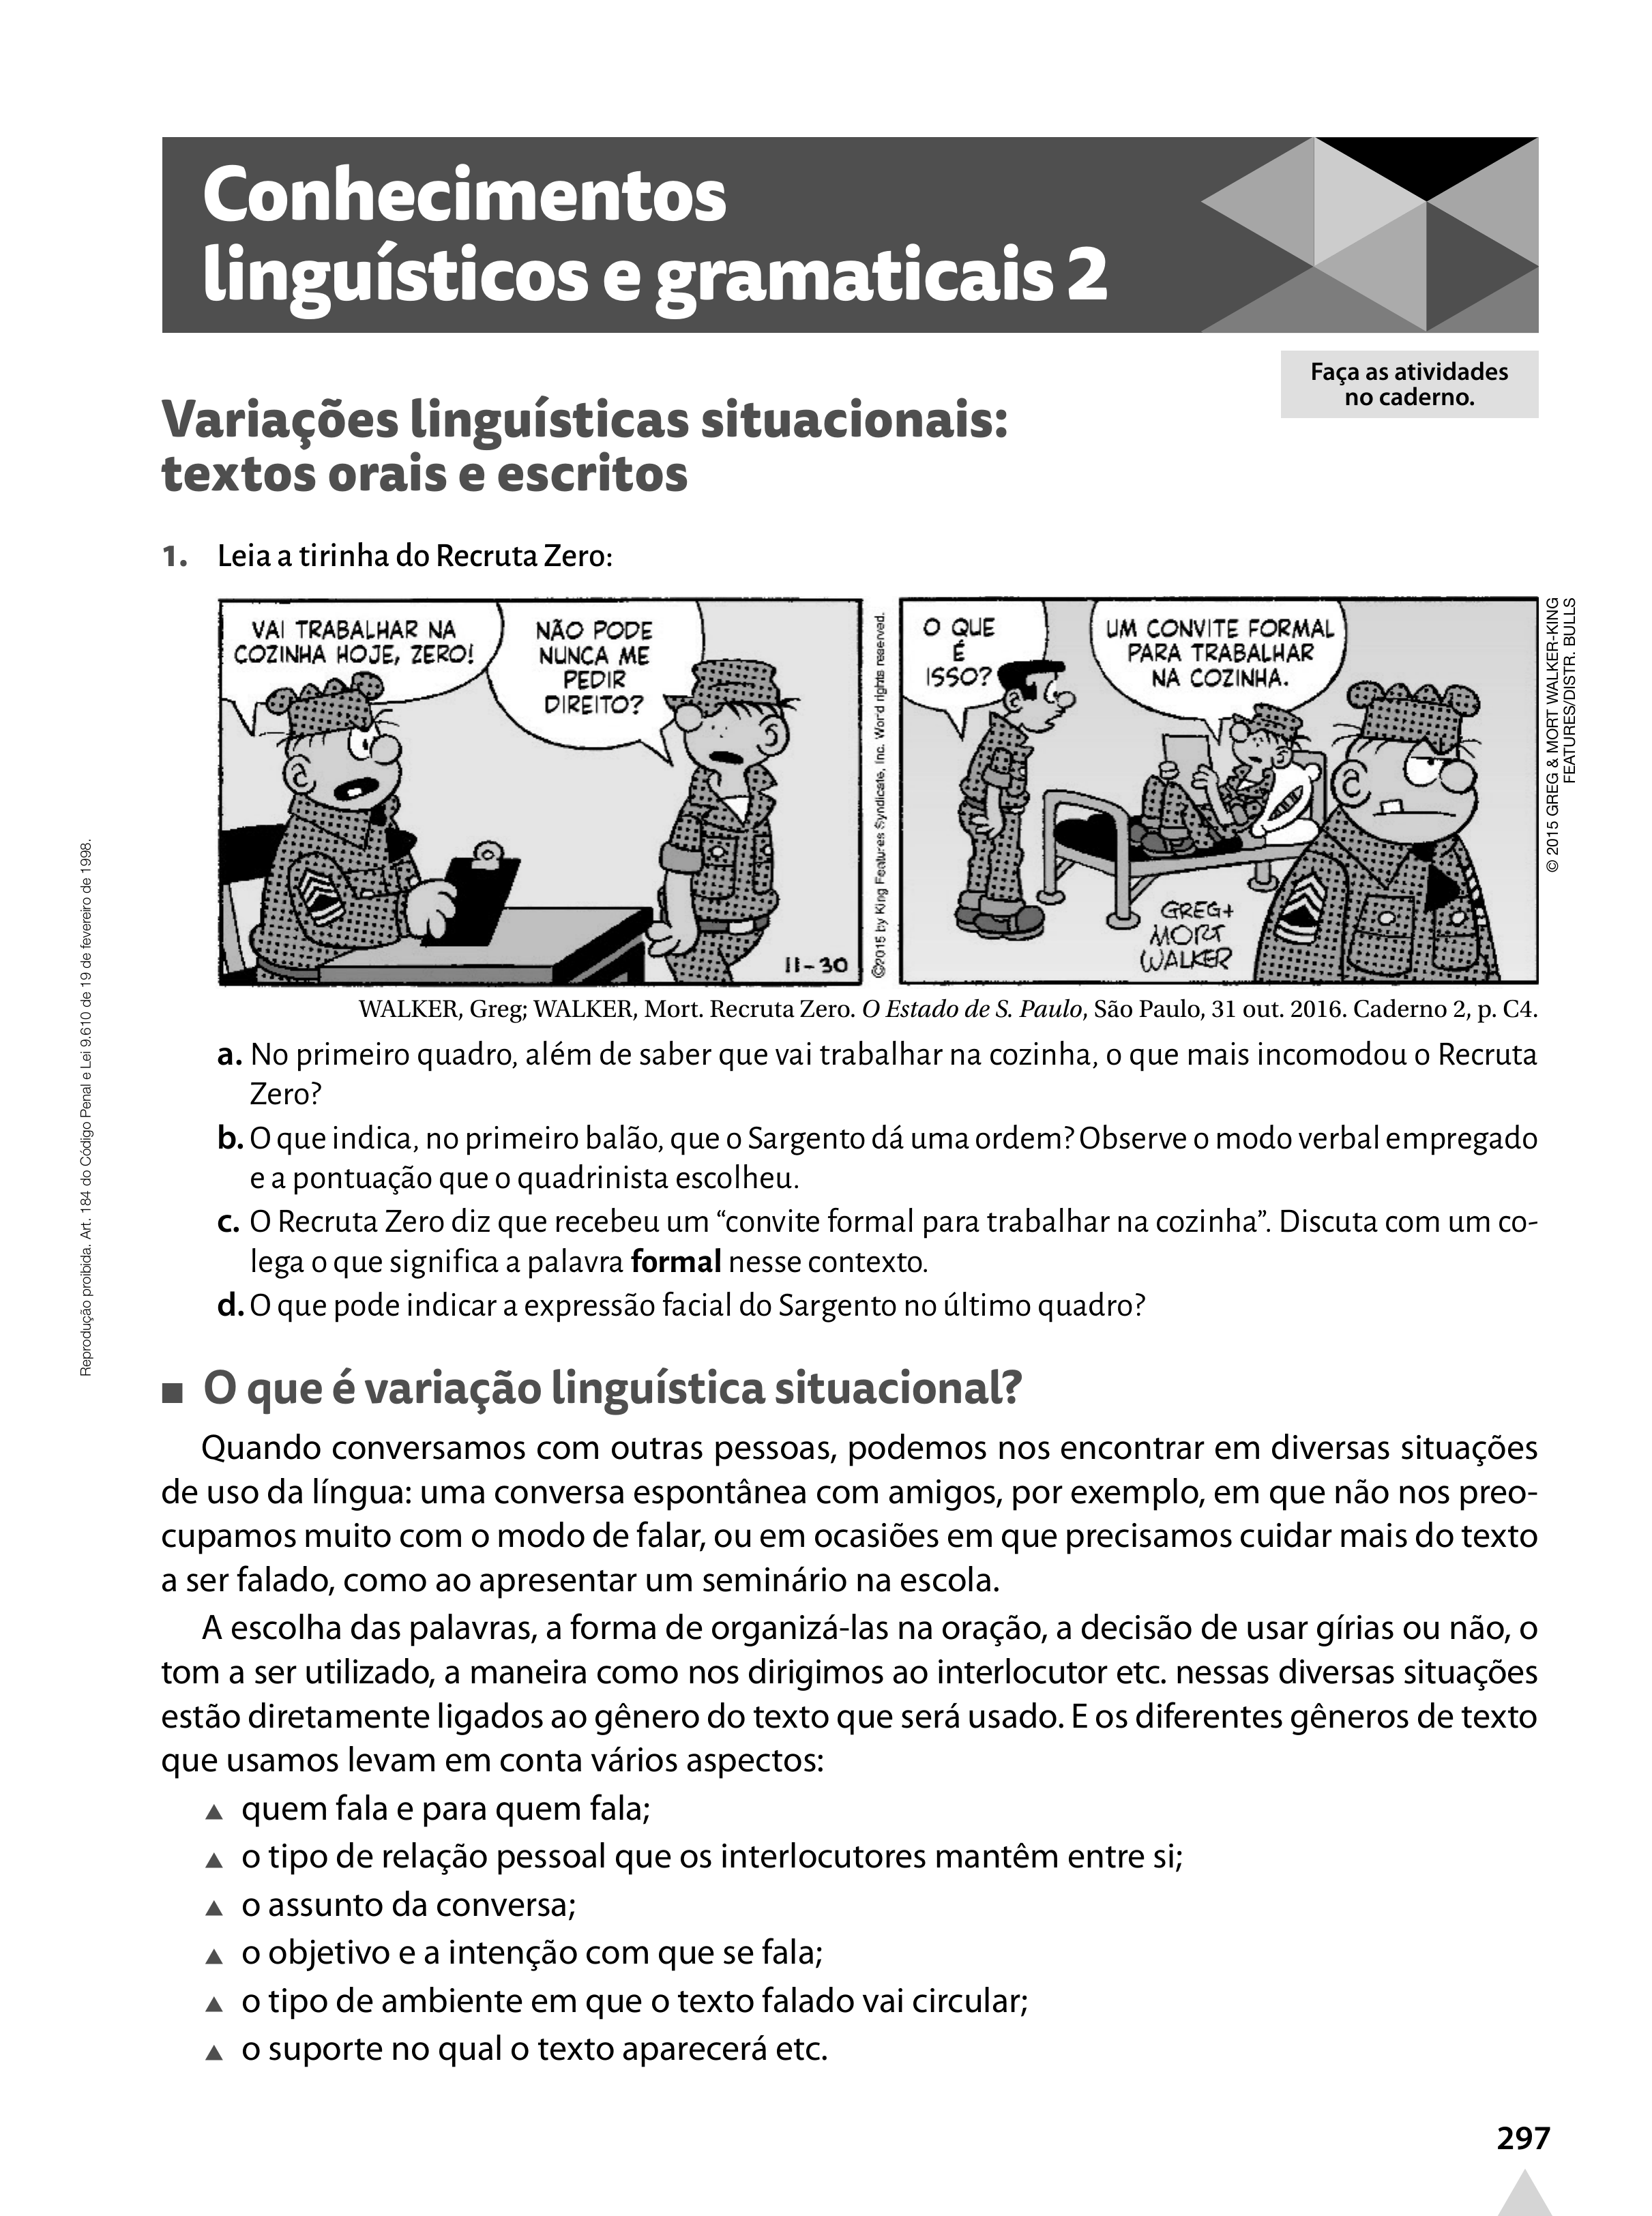 Conhecimentos
linguísticos e gramaticais 2
Faça as atividades
no caderno.
Variações linguísticas situacionais:
textos orais e escritos
1. Leia a tirinha do Recruta Zero:
VAI TRABALHAR NA
COZINHA HOJE, ZERO!
NÃO PODE
NUNCA ME
PEDIR
DIREITO?
11-30
©2015 by King Features Syndicate, Inc. World rights reserved.
O QUE
É
ISSO?
UM CONVITE FORMAL
PARA TRABALHAR
NA COZINHA.
GREG+
MORT
WALKER
© 2015 GREG & MORT WALKER-KING
FEATURES/DISTR. BULLS
WALKER, Greg; WALKER, Mort. Recruta Zero. O Estado de S. Paulo, São Paulo, 31 out. 2016. Caderno 2, p. C4.
a. No primeiro quadro, além de saber que vai trabalhar na cozinha, o que mais incomodou o Recruta
Zero?
b. O que indica, no primeiro balão, que o Sargento dá uma ordem? Observe o modo verbal empregado
e a pontuação que o quadrinista escolheu.
c. O Recruta Zero diz que recebeu um “convite formal para trabalhar na cozinha”. Discuta com um co-
lega o que significa a palavra formal nesse contexto.
d. O que pode indicar a expressão facial do Sargento no último quadro?
■ O que é variação linguística situacional?
Quando conversamos com outras pessoas, podemos nos encontrar em diversas situações
de uso da língua: uma conversa espontânea com amigos, por exemplo, em que não nos preo-
cupamos muito com o modo de falar, ou em ocasiões em que precisamos cuidar mais do texto
a ser falado, como ao apresentar um seminário na escola.
A escolha das palavras, a forma de organizá-las na oração, a decisão de usar gírias ou não, o
tom a ser utilizado, a maneira como nos dirigimos ao interlocutor etc. nessas diversas situações
estão diretamente ligados ao gênero do texto que será usado. E os diferentes gêneros de texto
que usamos levam em conta vários aspectos:
▲ quem fala e para quem fala;
▲ o tipo de relação pessoal que os interlocutores mantêm entre si;
▲ o assunto da conversa;
▲ o objetivo e a intenção com que se fala;
▲ o tipo de ambiente em que o texto falado vai circular;
▲ o suporte no qual o texto aparecerá etc.
Reprodução proibida. Art. 184 do Código Penal e Lei 9.610 de 19 de fevereiro de 1998.
297